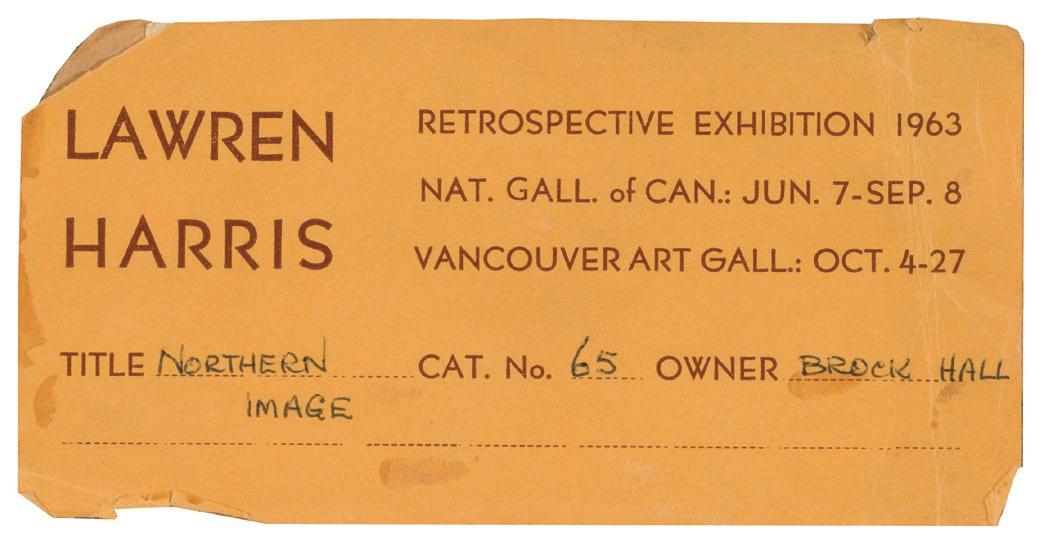 LAWREN
HARRIS
RETROSPECTIVE EXHIBITION 1963
NAT. GALL. of CAN.: JUN. 7-SEP. 8
VANCOUVER ART GALL.: OCT. 4-27
TITLE NORTHERN CAT. No. 65 OWNER BROCK HALL
IMAGE